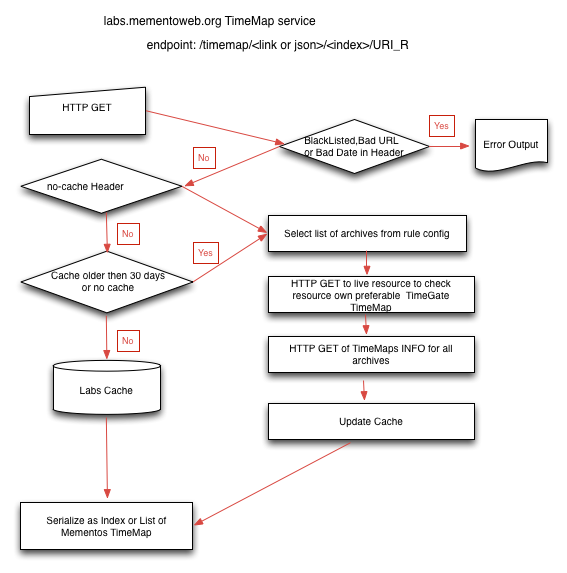 labs.mementoweb.org TimeMap service
endpoint: /timemap/<link or json>/<index>/URI_R
HTTP GET
BlackListed,Bad URL
or Bad Date in Header
Yes
Error Output
No
no-cache Header
No
Yes
Select list of archives from rule config
Cache older then 30 days
or no cache
HTTP GET to live resource to check
resource own preferable TimeGate
TimeMap
No
HTTP GET of TimeMaps INFO for all
archives
Labs Cache
Update Cache
Serialize as Index or List of
Mementos TimeMap